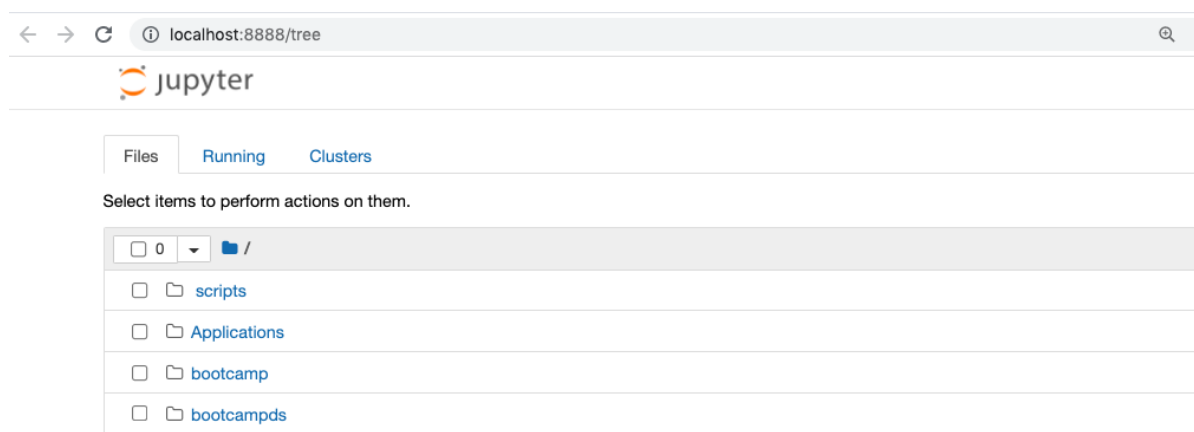 localhost:8888/tree
jupyter
Files Running Clusters
Select items to perform actions on them.
0 /
scripts
Applications
bootcamp
bootcampds